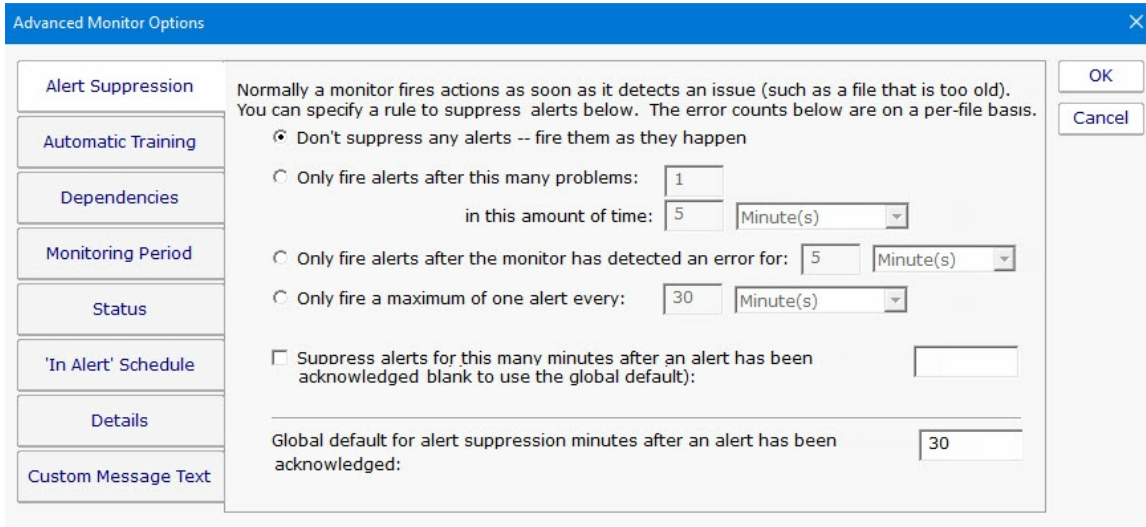 Advanced Monitor Options
Alert Suppression
Automatic Training
Dependencies
Monitoring Period
Status
'In Alert' Schedule
Details
Custom Message Text
Normally a monitor fires actions as soon as it detects an issue (such as a file that is too old).
You can specify a rule to suppress alerts below. The error counts below are on a per-file basis.
Don't suppress any alerts -- fire them as they happen
Only fire alerts after this many problems: 1
in this amount of time: 5 Minute(s)
Only fire alerts after the monitor has detected an error for: 5 Minute(s)
Only fire a maximum of one alert every: 30 Minute(s)
Suppress alerts for this many minutes after an alert has been
acknowledged blank to use the global default):
Global default for alert suppression minutes after an alert has been 30
acknowledged:
OK
Cancel